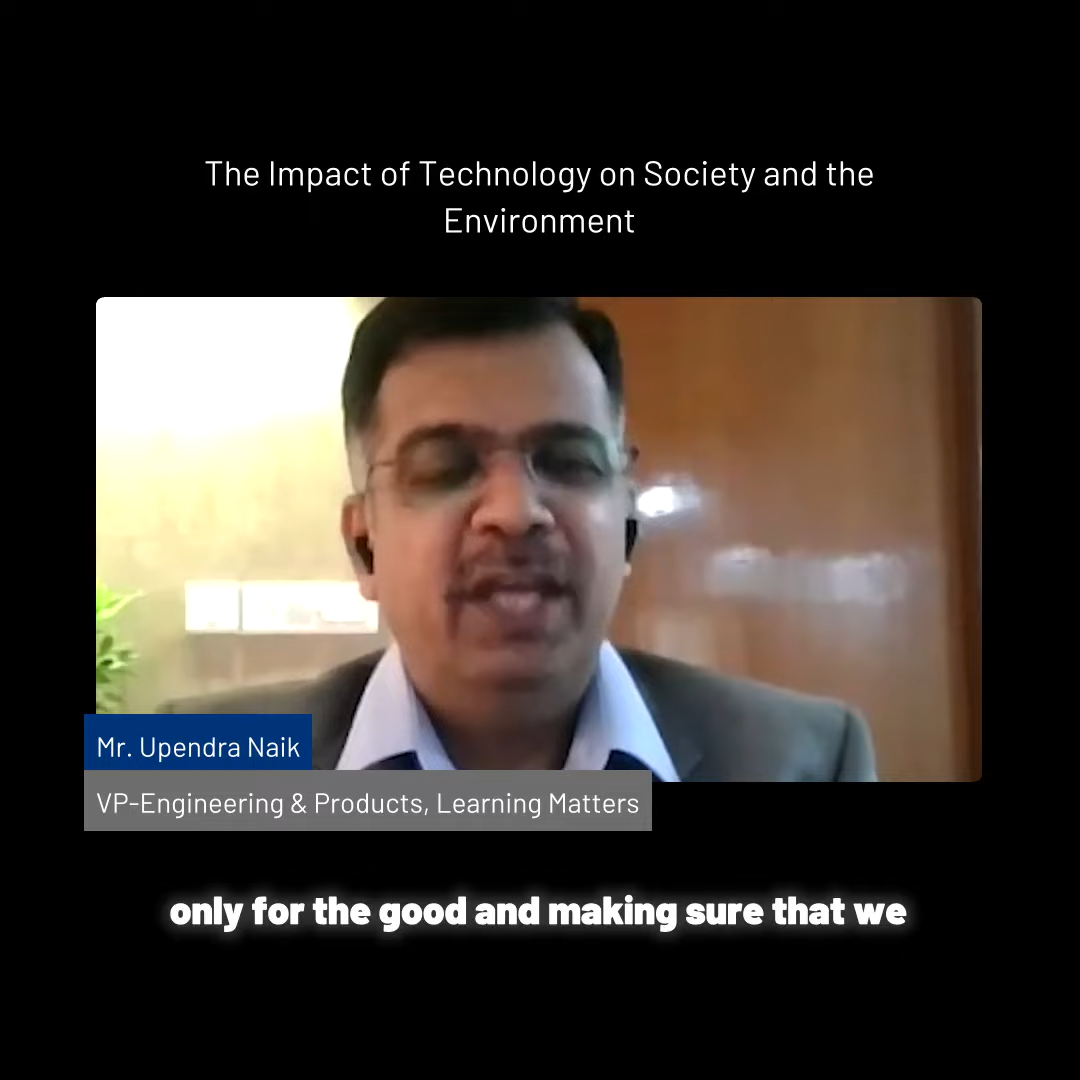 The Impact of Technology on Society and the
Environment
Mr. Upendra Naik
VP-Engineering & Products, Learning Matters
only for the good and making sure that we